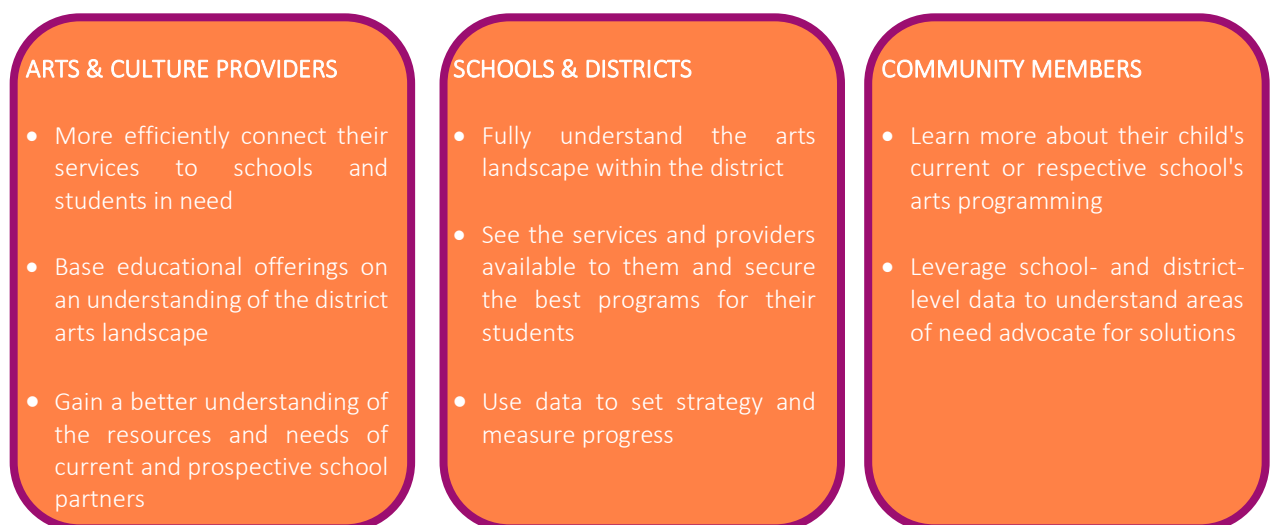 ARTS & CULTURE PROVIDERS
• More efficiently connect their
services to schools and
students in need
• Base educational offerings on
an understanding of the district
arts landscape
• Gain a better understanding of
the resources and needs of
current and prospective school
partners
SCHOOLS & DISTRICTS
• Fully understand the arts
landscape within the district
• See the services and providers
available to them and secure
the best programs for their
students
• Use data to set strategy and
measure progress
COMMUNITY MEMBERS
• Learn more about their child's
current or respective school's
arts programming
• Leverage school- and district-
level data to understand areas
of need advocate for solutions